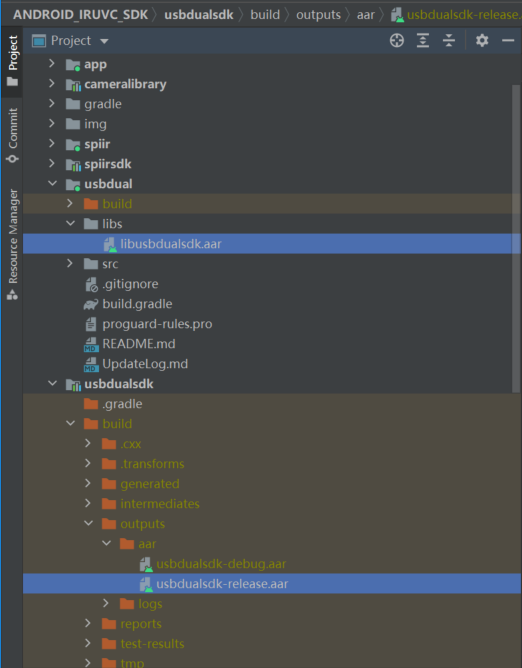 ANDROID_IRUVC_SDK 〉 usbdualsdk 〉 build 〉 outputs 〉 aar 〉 usbdualsdk-release.
Project
Project
Commit
Resource Manager
app
cameralibrary
gradle
img
spiir
spiirsdk
usbdual
build
libs
libusbdualsdk.aar
src
.gitignore
build.gradle
proguard-rules.pro
README.md
UpdateLog.md
usbdualsdk
.gradle
build
.cxx
.transforms
generated
intermediates
outputs
aar
usbdualsdk-debug.aar
usbdualsdk-release.aar
logs
reports
test-results
tmp